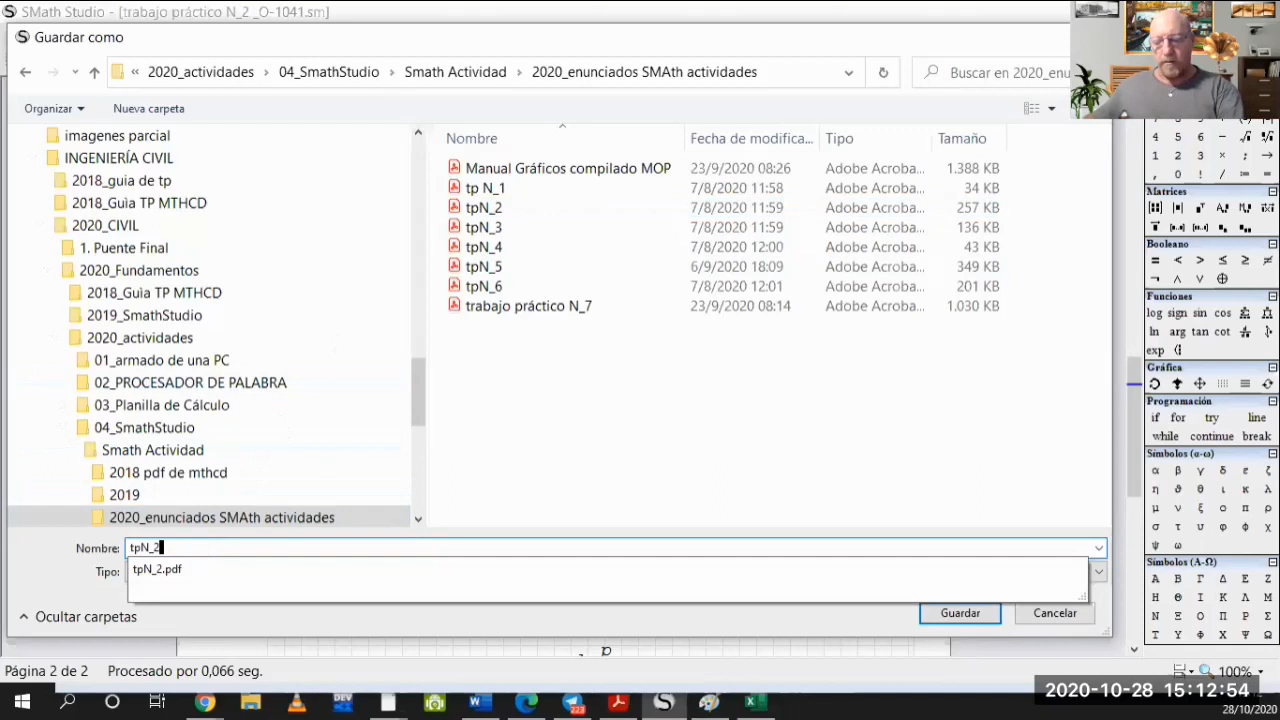 SMath Studio - [trabajo práctico N_2 _O-1041.sm]
Guardar como
« 2020_actividades › 04_SmathStudio › Smath Actividad › 2020_enunciados SMAth actividades
Buscar en 2020_enu
Organizar
Nueva carpeta
imagenes parcial
INGENIERÍA CIVIL
2018_guia de tp
2018_Guìa TP MTHCD
2020_CIVIL
1. Puente Final
2020_Fundamentos
2018_Guìa TP MTHCD
2019_SmathStudio
2020_actividades
01_armado de una PC
02_PROCESADOR DE PALABRA
03_Planilla de Cálculo
04_SmathStudio
Smath Actividad
2018 pdf de mthcd
2019
2020_enunciados SMAth actividades
Nombre Fecha de modifica... Tipo Tamaño
Manual Gráficos compilado MOP 23/9/2020 08:26 Adobe Acroba... 1.388 KB
tp N_1 7/8/2020 11:58 Adobe Acroba... 34 KB
tpN_2 7/8/2020 11:59 Adobe Acroba... 257 KB
tpN_3 7/8/2020 11:59 Adobe Acroba... 136 KB
tpN_4 7/8/2020 12:00 Adobe Acroba... 43 KB
tpN_5 6/9/2020 18:09 Adobe Acroba... 349 KB
tpN_6 7/8/2020 12:01 Adobe Acroba... 201 KB
trabajo práctico N_7 23/9/2020 08:14 Adobe Acroba... 1.030 KB
Nombre: tpN_2
tpN_2.pdf
Tipo:
Ocultar carpetas
Guardar
Cancelar
4 5 6 −
1 2 3 × ; →
, 0 ! /
Matrices
Booleano
= < > ≤ ≥ ≠
¬ ∧ ∨ ⊕
Funciones
log sign sin cos
ln arg tan cot
exp
Gráfica
Programación
if for try line
while continue break
Símbolos (α-ω)
α β γ δ ε ζ
η θ ϑ ι κ λ
μ ν ξ ο π ρ
σ τ υ φ ϕ χ
ψ ω
Símbolos (Α-Ω)
Α Β Γ Δ Ε Ζ
Η Θ Ι Κ Λ Μ
Ν Ξ Ο Π Ρ Σ
Τ Υ Φ Χ Ψ Ω
Página 2 de 2
Procesado por 0,066 seg.
100%
2020-10-28 15:12:54
28/10/2020